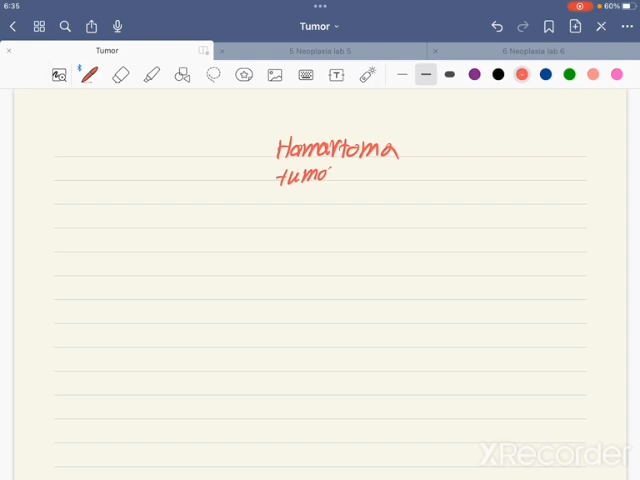 6:35
60%
Tumor
Tumor
5 Neoplasia lab 5
6 Neoplasia lab 6
Hamartoma
tumo
XRecorder